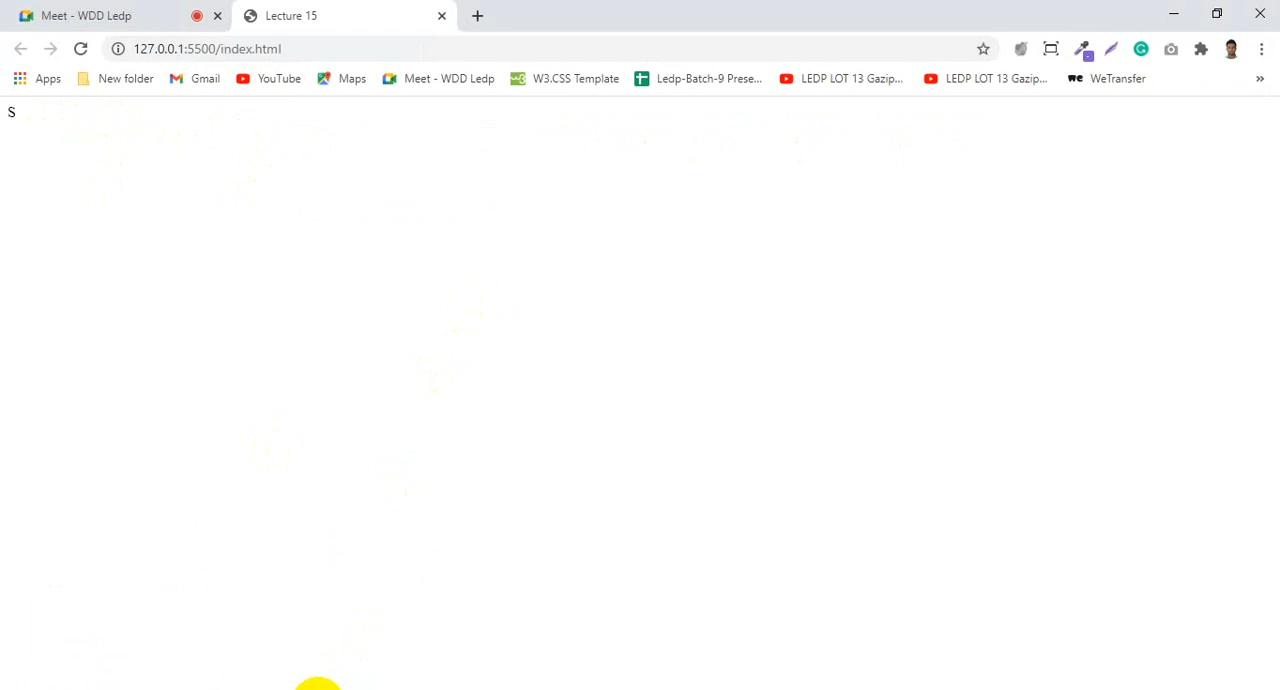 Meet - WDD Ledp
Lecture 15
127.0.0.1:5500/index.html
Apps New folder Gmail YouTube Maps Meet - WDD Ledp W3.CSS Template Ledp-Batch-9 Prese... LEDP LOT 13 Gazip... LEDP LOT 13 Gazip... WeTransfer »
S